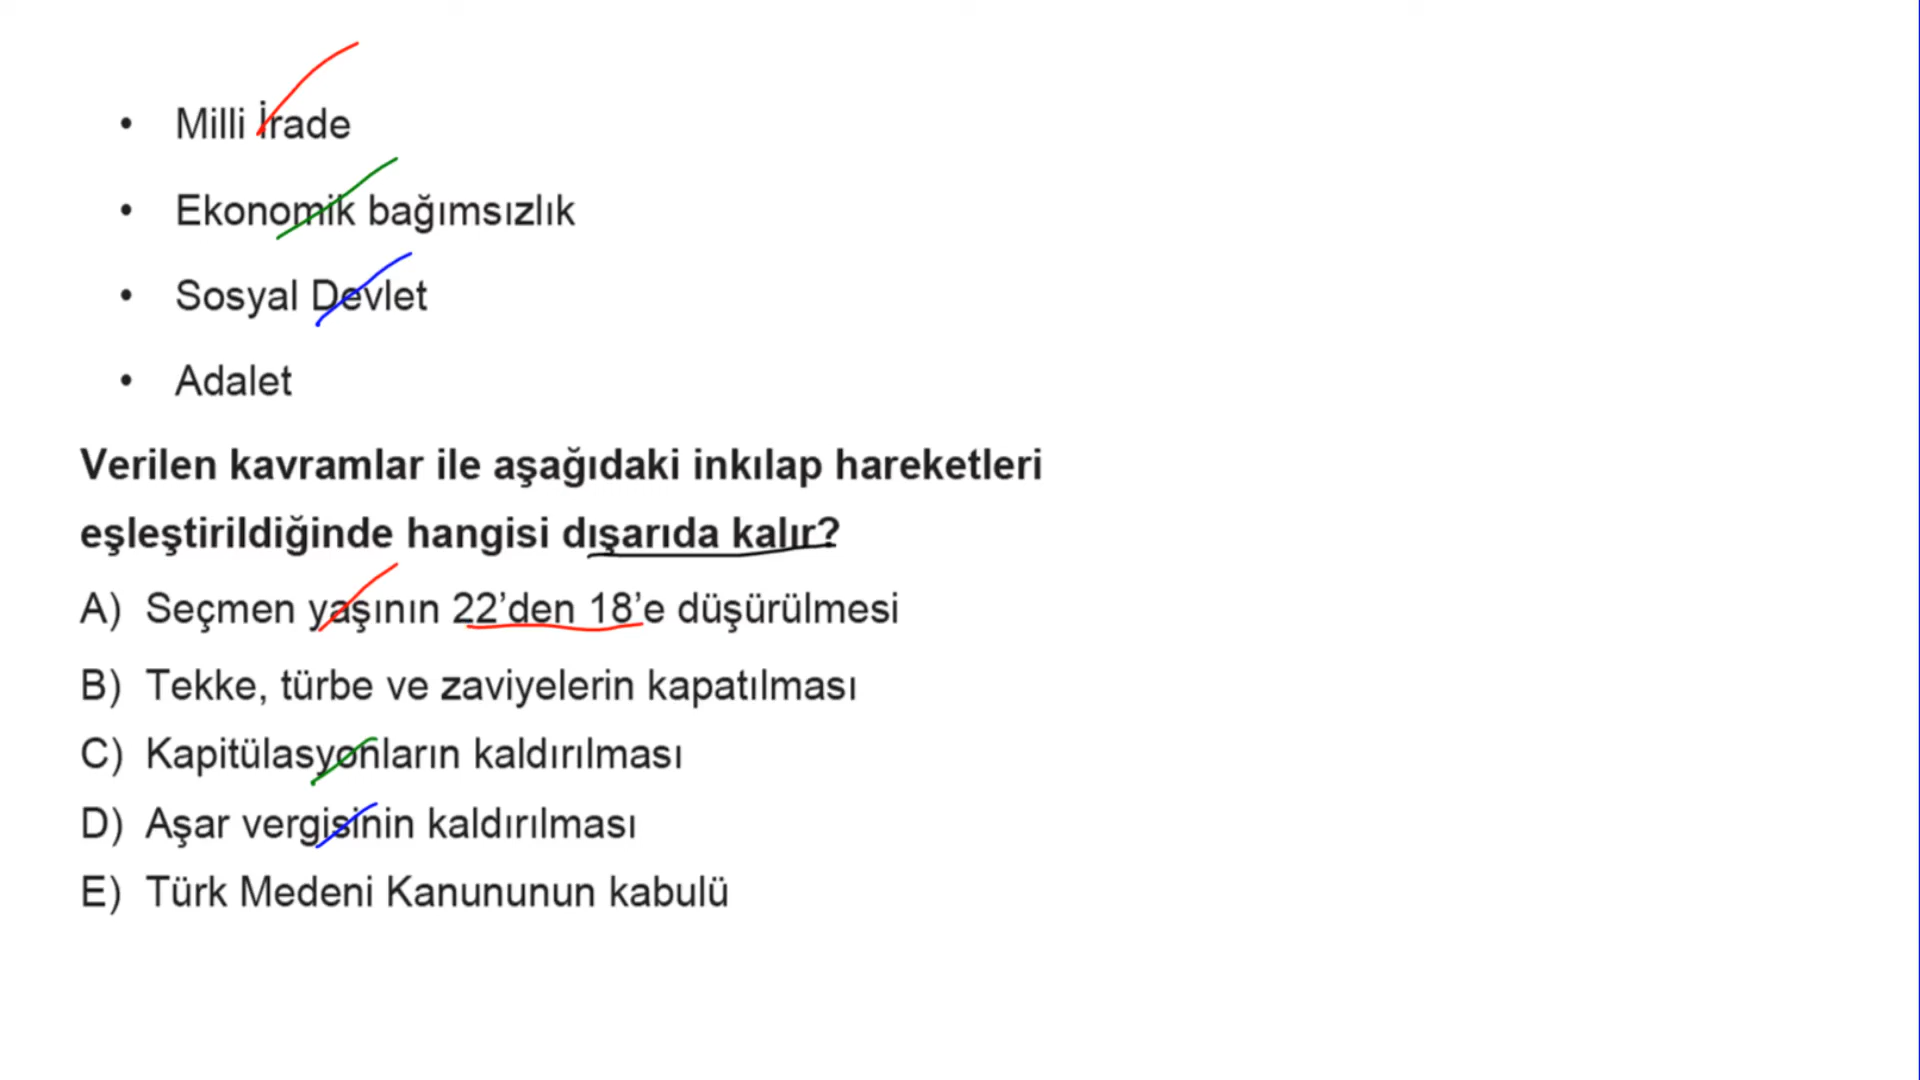 • Milli İrade
• Ekonomik bağımsızlık
• Sosyal Devlet
• Adalet
Verilen kavramlar ile aşağıdaki inkılap hareketleri
eşleştirildiğinde hangisi dışarıda kalır?
A) Seçmen yaşının 22’den 18’e düşürülmesi
B) Tekke, türbe ve zaviyelerin kapatılması
C) Kapitülasyonların kaldırılması
D) Aşar vergisinin kaldırılması
E) Türk Medeni Kanununun kabulü